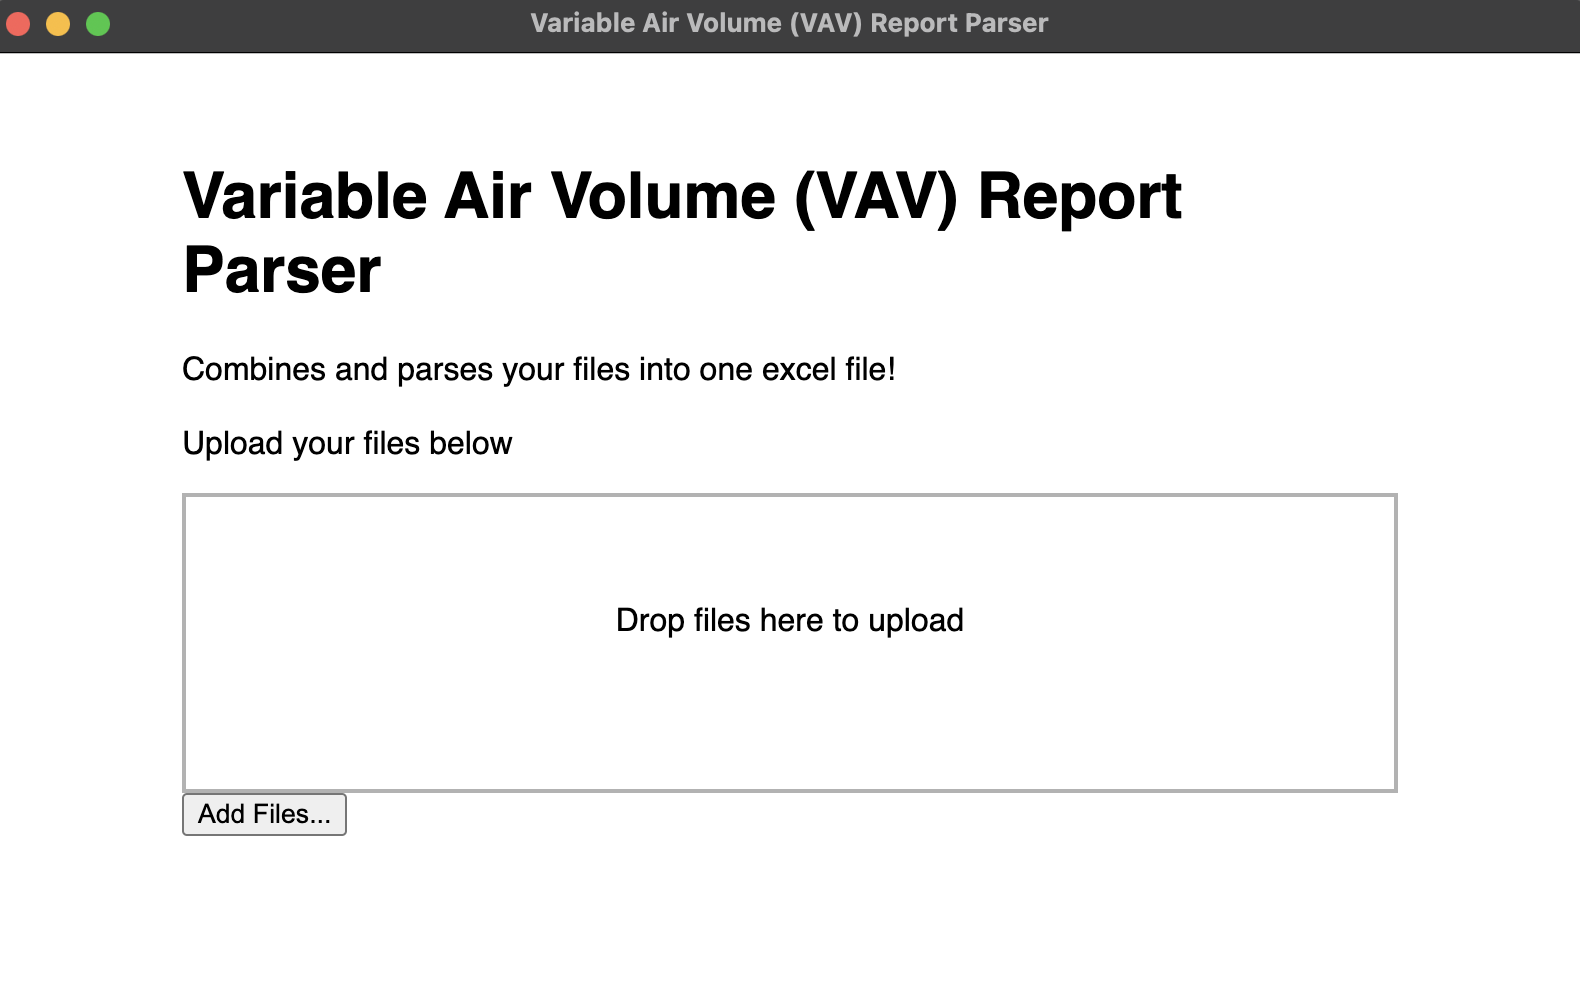 Variable Air Volume (VAV) Report Parser
Variable Air Volume (VAV) Report
Parser
Combines and parses your files into one excel file!
Upload your files below
Drop files here to upload
Add Files...